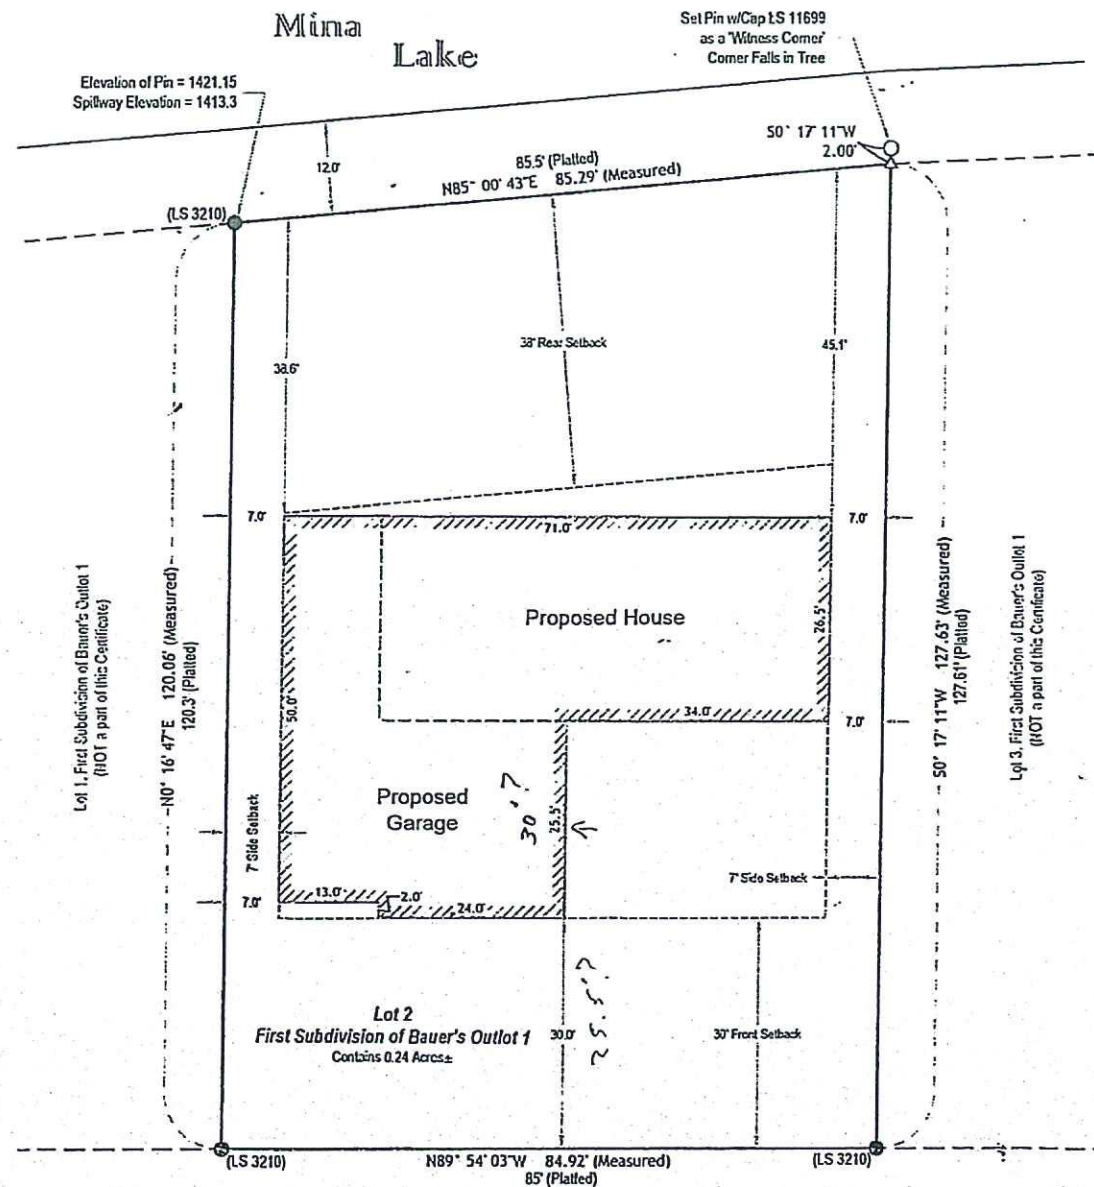 Mina
Lake
Set Pin w/Cap LS 11699
as a "Witness Corner"
Corner Falls in Tree
Elevation of Pin = 1421.15
Spillway Elevation = 1413.3
S0° 17' 11"W
2.00'
12.0'
85.5' (Platted)
N85° 00' 43"E 85.29' (Measured)
(LS 3210)
38' Rear Setback
38.6'
45.1'
7.0'
71.0'
7.0'
Proposed House
26.5'
50.0'
34.0'
7.0'
Lot 1, First Subdivision of Bauer's Outlot 1
(NOT a part of this Certificate)
N0° 16' 47"E 120.06' (Measured)
120.3' (Platted)
S0° 17' 11"W 127.63' (Measured)
127.61' (Platted)
Lot 3, First Subdivision of Bauer's Outlot 1
(NOT a part of this Certificate)
Proposed
Garage
30'?
25.5'
7' Side Setback
7' Side Setback
7.0'
13.0'
2.0'
24.0'
Lot 2
First Subdivision of Bauer's Outlot 1
Contains 0.24 Acres±
30.0'
25.5'?
30' Front Setback
(LS 3210)
N89° 54' 03"W 84.92' (Measured)
85' (Platted)
(LS 3210)